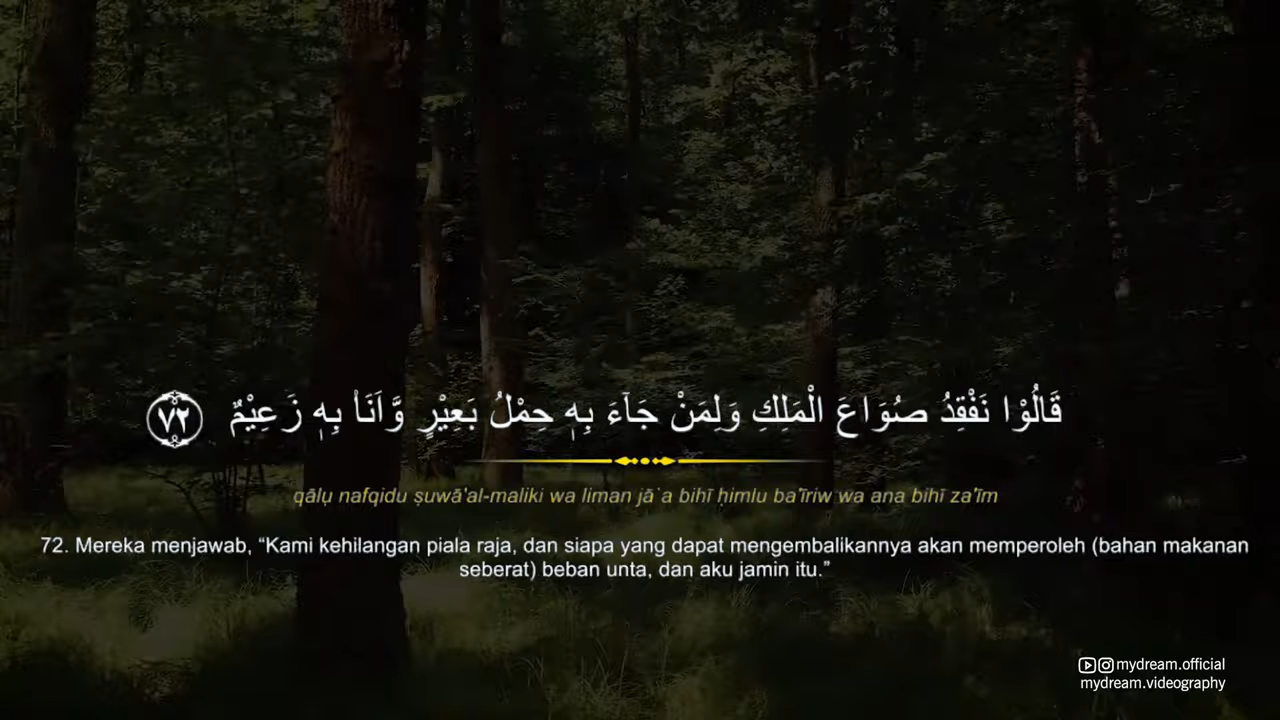 قَالُوْا نَفْقِدُ صُوَاعَ الْمَلِكِ وَلِمَنْ جَاۤءَ بِهٖ حِمْلُ بَعِيْرٍ وَّاَنَا۠ بِهٖ زَعِيْمٌ ٧٢
qālụ nafqidu ṣuwā'al-maliki wa liman jā`a bihī ḥimlu ba'īriw wa ana bihī za'īm
72. Mereka menjawab, “Kami kehilangan piala raja, dan siapa yang dapat mengembalikannya akan memperoleh (bahan makanan
seberat) beban unta, dan aku jamin itu.”
mydream.official
mydream.videography